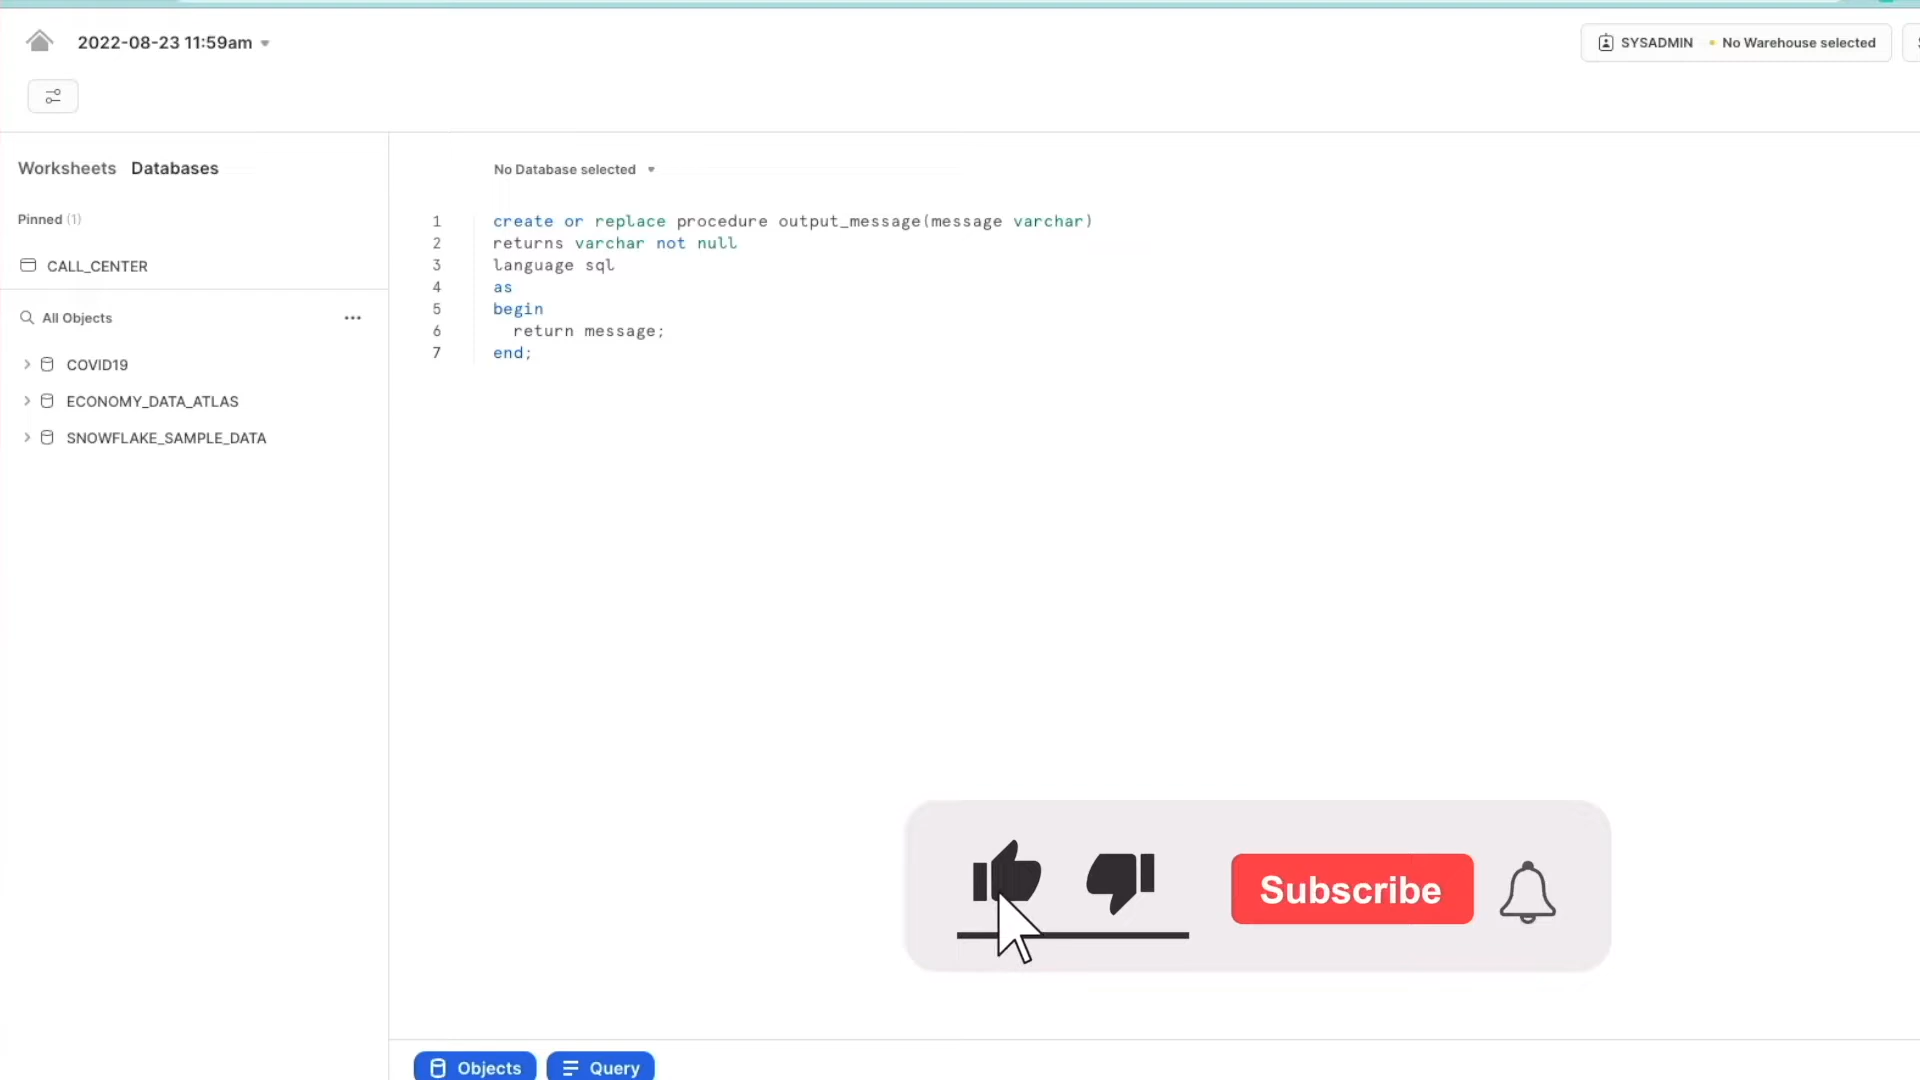 2022-08-23 11:59am
SYSADMIN No Warehouse selected
Worksheets Databases
No Database selected
Pinned (1)
CALL_CENTER
All Objects
COVID19
ECONOMY_DATA_ATLAS
SNOWFLAKE_SAMPLE_DATA
1 create or replace procedure output_message(message varchar)
2 returns varchar not null
3 language sql
4 as
5 begin
6 return message;
7 end;
Subscribe
Objects Query